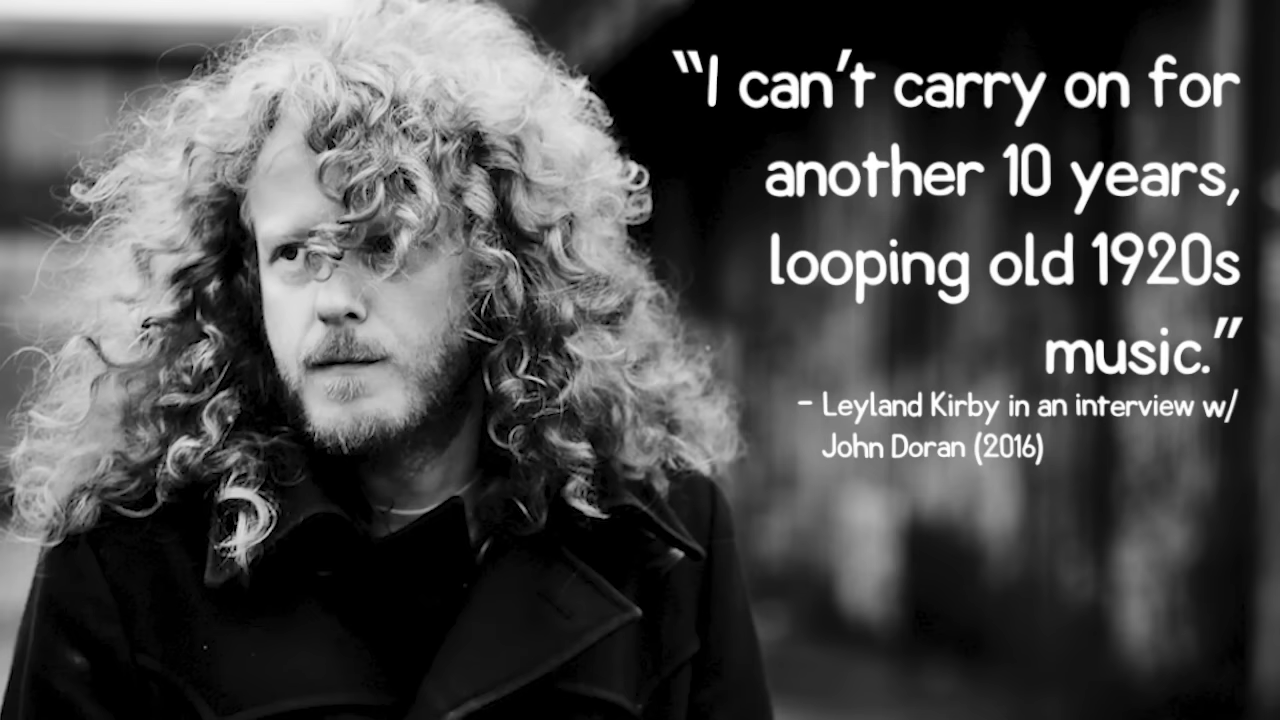 “I can’t carry on for
another 10 years,
looping old 1920s
music.”
- Leyland Kirby in an interview w/
John Doran (2016)